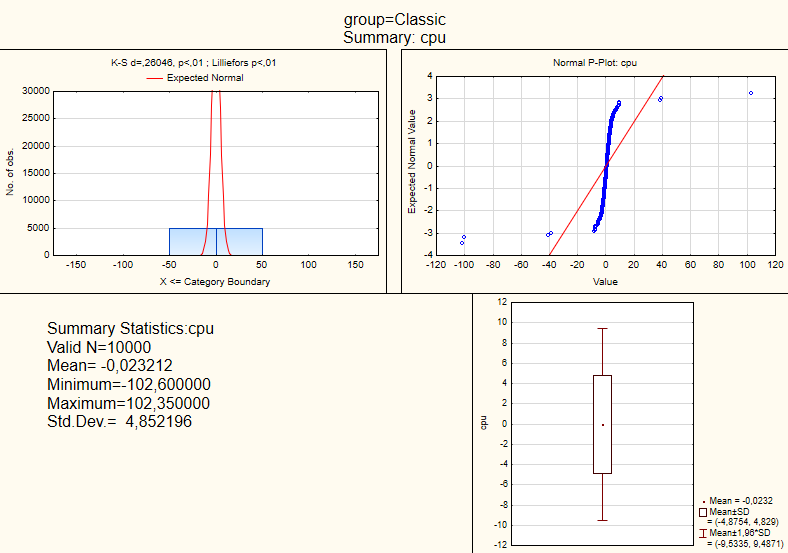 group=Classic
Summary: cpu
K-S d=,26046, p<,01 ; Lilliefors p<,01
Expected Normal
No. of obs.
30000
25000
20000
15000
10000
5000
0
-150 -100 -50 0 50 100 150
X <= Category Boundary
Normal P-Plot: cpu
Expected Normal Value
4
3
2
1
0
-1
-2
-3
-4
-120 -100 -80 -60 -40 -20 0 20 40 60 80 100 120
Value
Summary Statistics:cpu
Valid N=10000
Mean= -0,023212
Minimum=-102,600000
Maximum=102,350000
Std.Dev.= 4,852196
cpu
12
10
8
6
4
2
0
-2
-4
-6
-8
-10
-12
Mean = -0,0232
Mean±SD
= (-4,8754, 4,829)
Mean±1,96*SD
= (-9,5335, 9,4871)